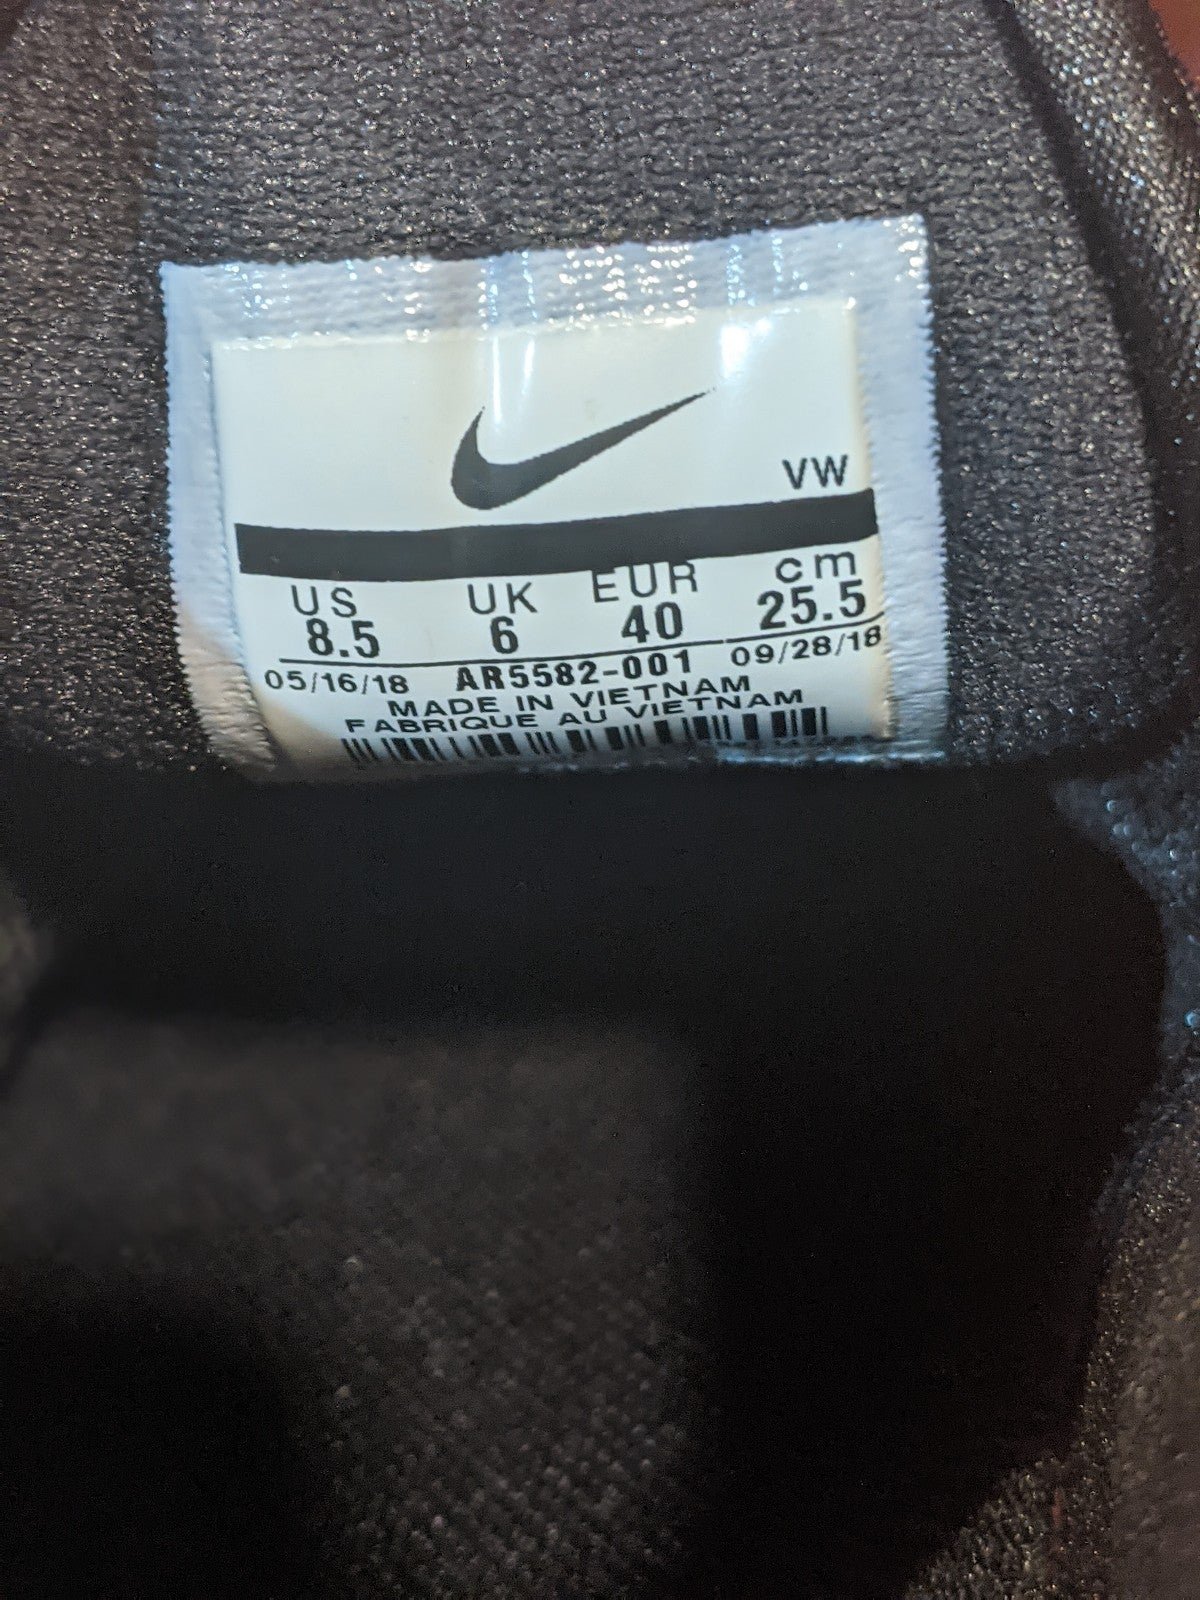 VW
US UK EUR cm
8.5 6 40 25.5
05/16/18 AR5582-001 09/28/18
MADE IN VIETNAM
FABRIQUE AU VIETNAM